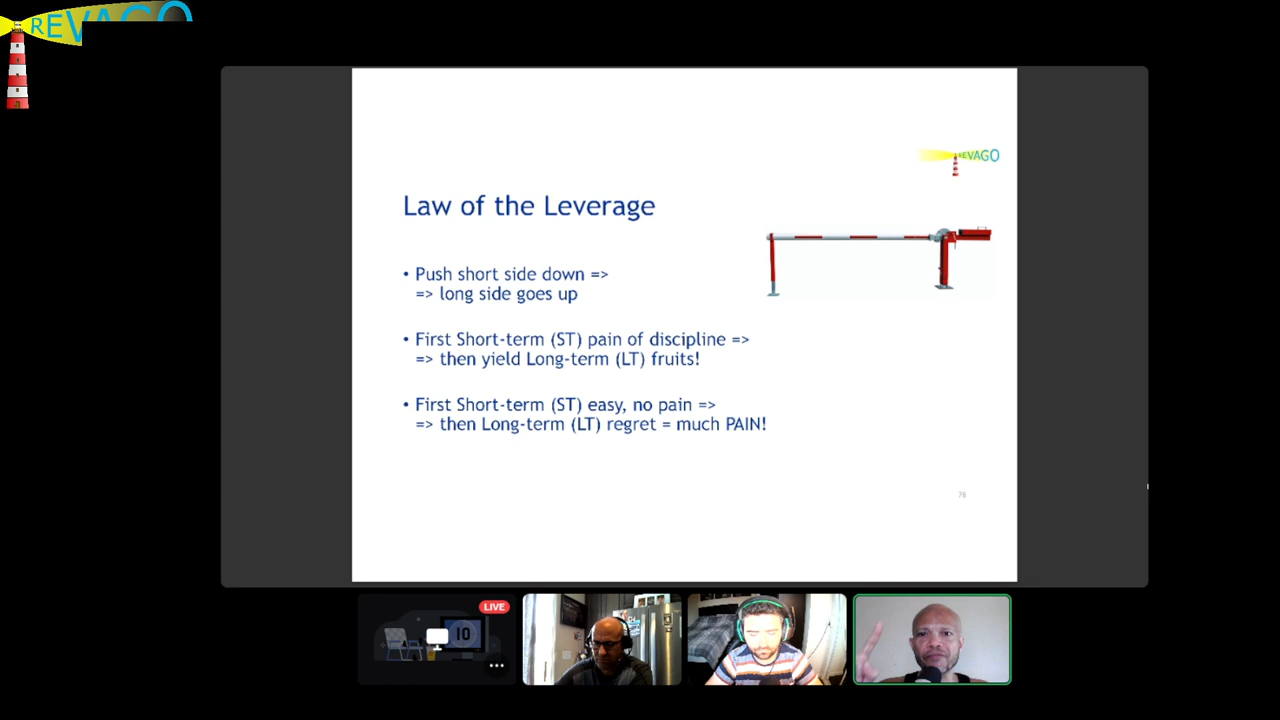 REVAGO
REVAGO
Law of the Leverage
• Push short side down =>
=> long side goes up
• First Short-term (ST) pain of discipline =>
=> then yield Long-term (LT) fruits!
• First Short-term (ST) easy, no pain =>
=> then Long-term (LT) regret = much PAIN!
76
LIVE
10